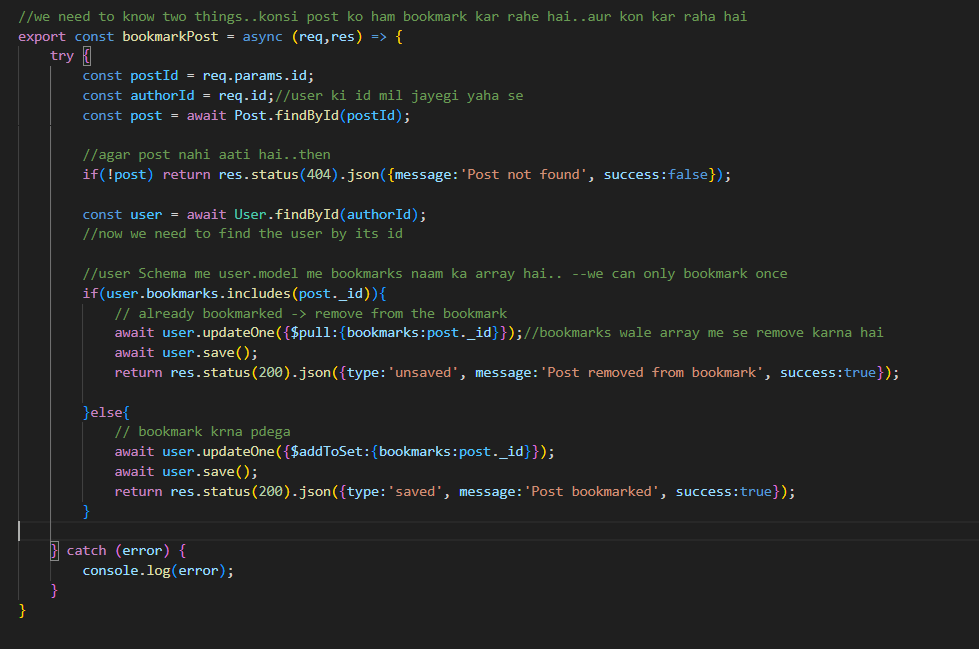 //we need to know two things..konsi post ko ham bookmark kar rahe hai..aur kon kar raha hai
export const bookmarkPost = async (req,res) => {
    try {
        const postId = req.params.id;
        const authorId = req.id;//user ki id mil jayegi yaha se
        const post = await Post.findById(postId);

        //agar post nahi aati hai..then
        if(!post) return res.status(404).json({message:'Post not found', success:false});

        const user = await User.findById(authorId);
        //now we need to find the user by its id

        //user Schema me user.model me bookmarks naam ka array hai.. --we can only bookmark once
        if(user.bookmarks.includes(post._id)){
            // already bookmarked -> remove from the bookmark
            await user.updateOne({$pull:{bookmarks:post._id}});//bookmarks wale array me se remove karna hai
            await user.save();
            return res.status(200).json({type:'unsaved', message:'Post removed from bookmark', success:true});

        }else{
            // bookmark krna pdega
            await user.updateOne({$addToSet:{bookmarks:post._id}});
            await user.save();
            return res.status(200).json({type:'saved', message:'Post bookmarked', success:true});
        }

    } catch (error) {
        console.log(error);
    }
}